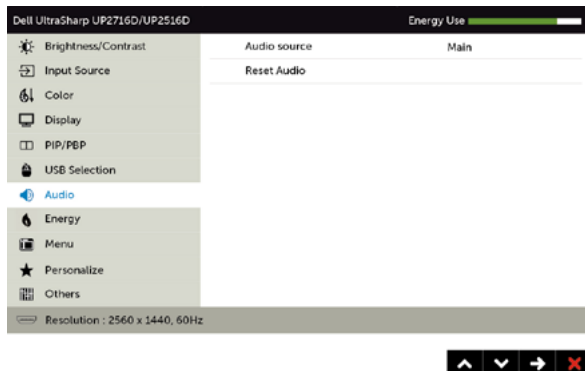 Dell UltraSharp UP2716D/UP2516D Energy Use
Brightness/Contrast Audio source Main
Input Source Reset Audio
Color
Display
PIP/PBP
USB Selection
Audio
Energy
Menu
Personalize
Others
Resolution : 2560 x 1440, 60Hz